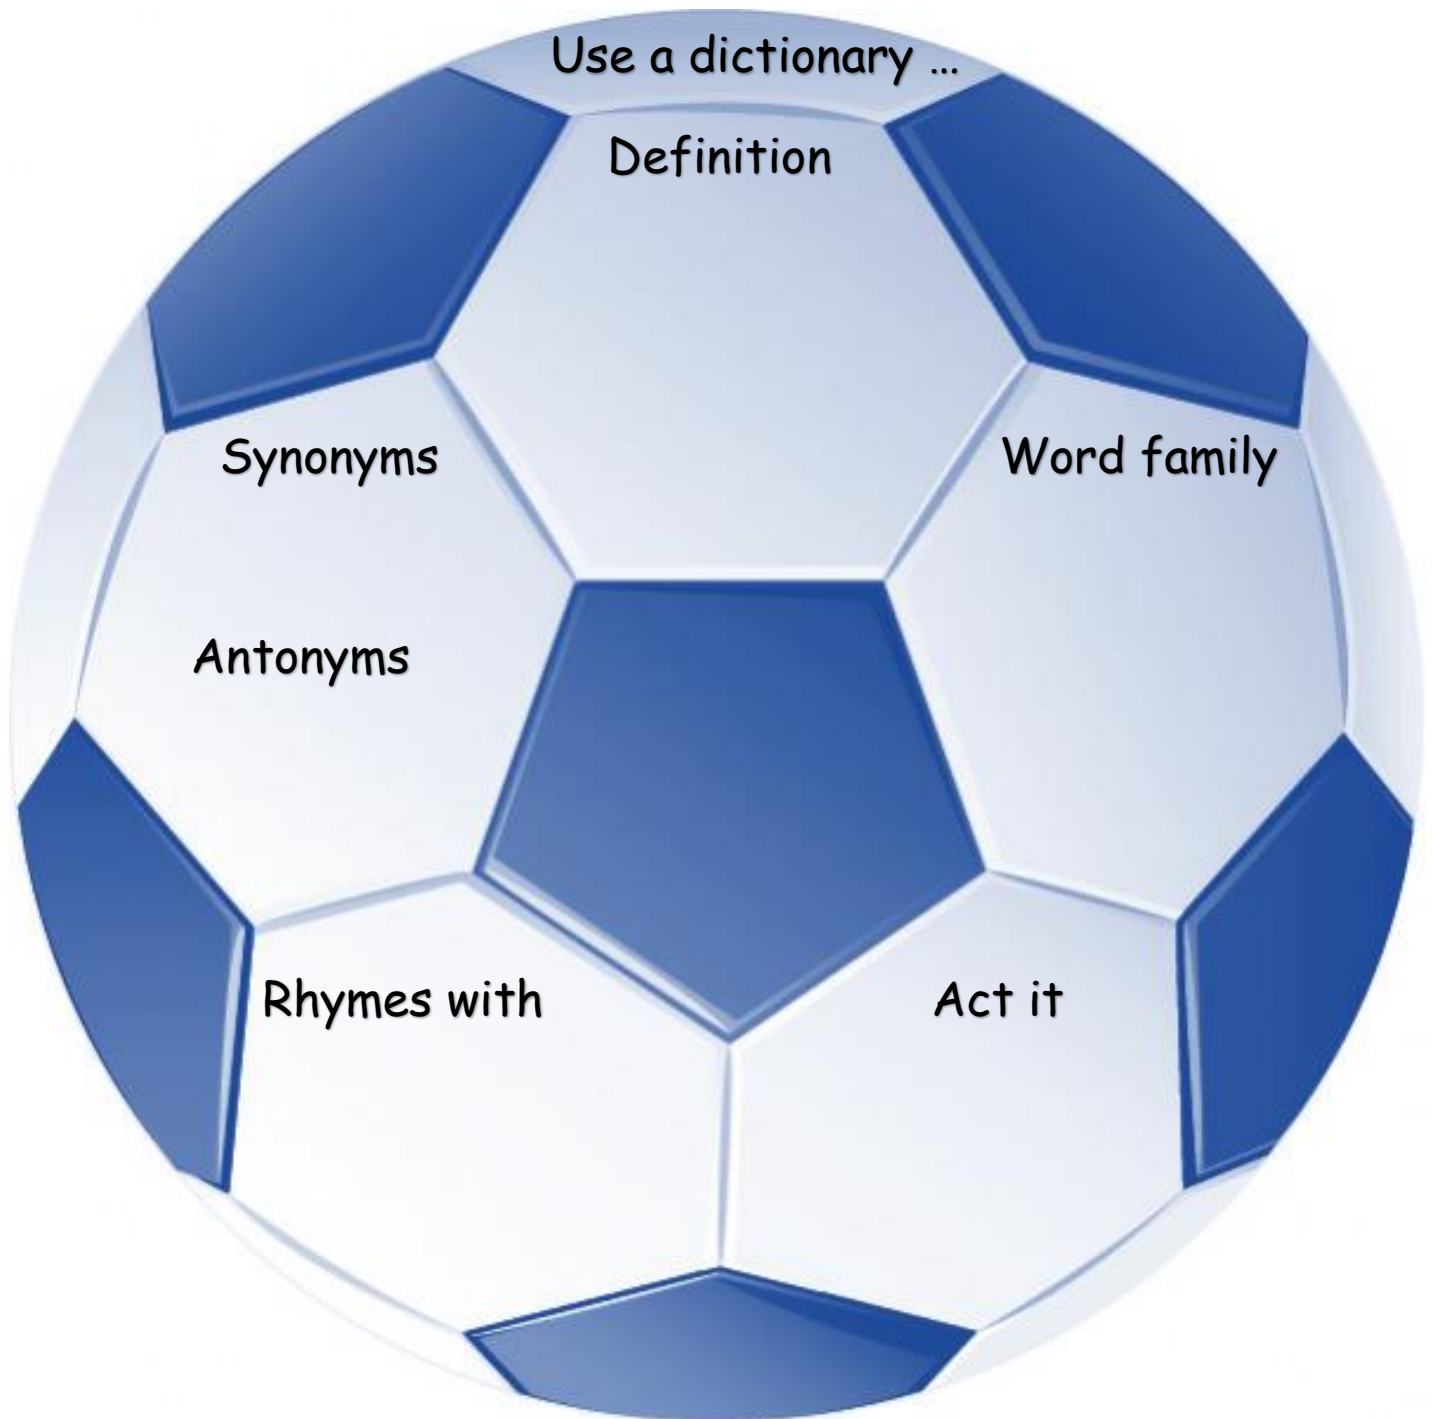 Use a dictionary ...
Definition
Synonyms
Word family
Antonyms
Rhymes with
Act it